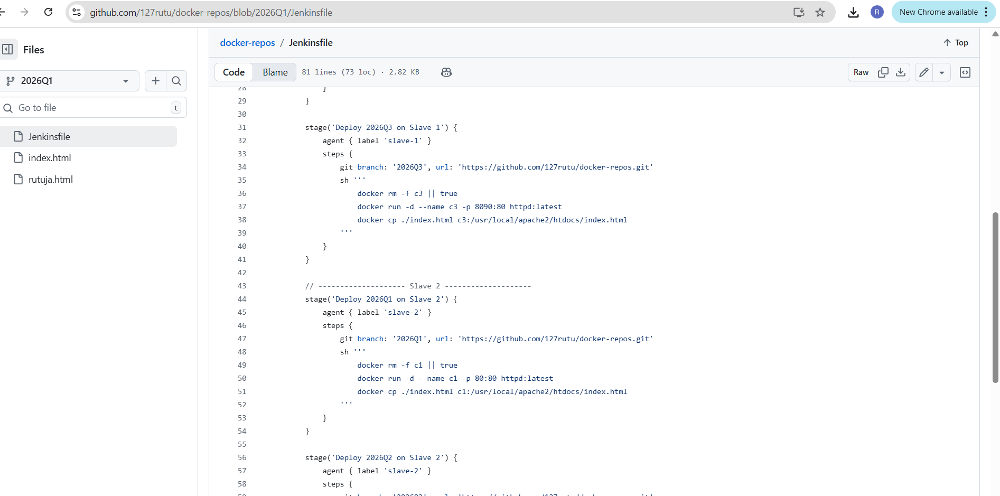 github.com/127rutu/docker-repos/blob/2026Q1/Jenkinsfile
R
New Chrome available
Files
2026Q1
Go to file
t
Jenkinsfile
index.html
rutuja.html
docker-repos / Jenkinsfile
Top
Code Blame 81 lines (73 loc) · 2.82 KB
Raw
28 }
29 }
30
31 stage('Deploy 2026Q3 on Slave 1') {
32 agent { label 'slave-1' }
33 steps {
34 git branch: '2026Q3', url: 'https://github.com/127rutu/docker-repos.git'
35 sh '''
36 docker rm -f c3 || true
37 docker run -d --name c3 -p 8090:80 httpd:latest
38 docker cp ./index.html c3:/usr/local/apache2/htdocs/index.html
39 '''
40 }
41 }
42
43 // -------------------- Slave 2 --------------------
44 stage('Deploy 2026Q1 on Slave 2') {
45 agent { label 'slave-2' }
46 steps {
47 git branch: '2026Q1', url: 'https://github.com/127rutu/docker-repos.git'
48 sh '''
49 docker rm -f c1 || true
50 docker run -d --name c1 -p 80:80 httpd:latest
51 docker cp ./index.html c1:/usr/local/apache2/htdocs/index.html
52 '''
53 }
54 }
55
56 stage('Deploy 2026Q2 on Slave 2') {
57 agent { label 'slave-2' }
58 steps {